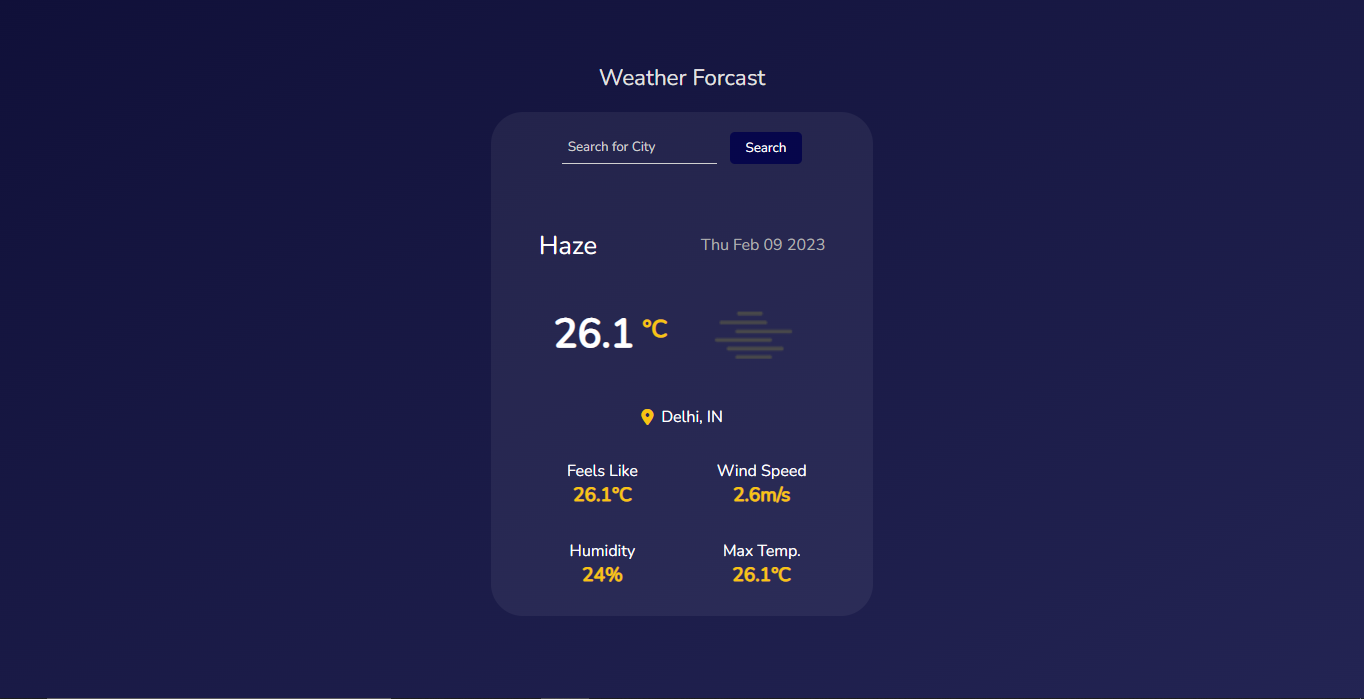 Weather Forcast
Search for City Search
Haze Thu Feb 09 2023
26.1 °C
Delhi, IN
Feels Like Wind Speed
26.1°C 2.6m/s
Humidity Max Temp.
24% 26.1°C